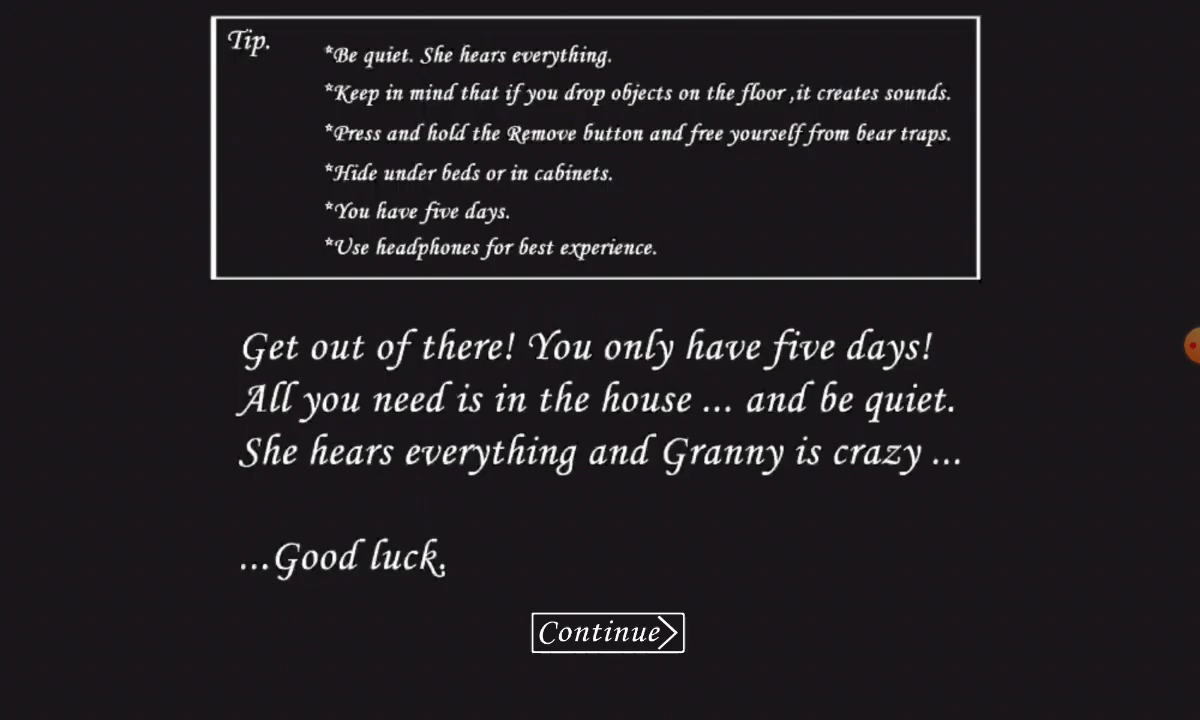 Tip.
*Be quiet. She hears everything.
*Keep in mind that if you drop objects on the floor ,it creates sounds.
*Press and hold the Remove button and free yourself from bear traps.
*Hide under beds or in cabinets.
*You have five days.
*Use headphones for best experience.
Get out of there! You only have five days!
All you need is in the house ... and be quiet.
She hears everything and Granny is crazy ...
...Good luck.
Continue